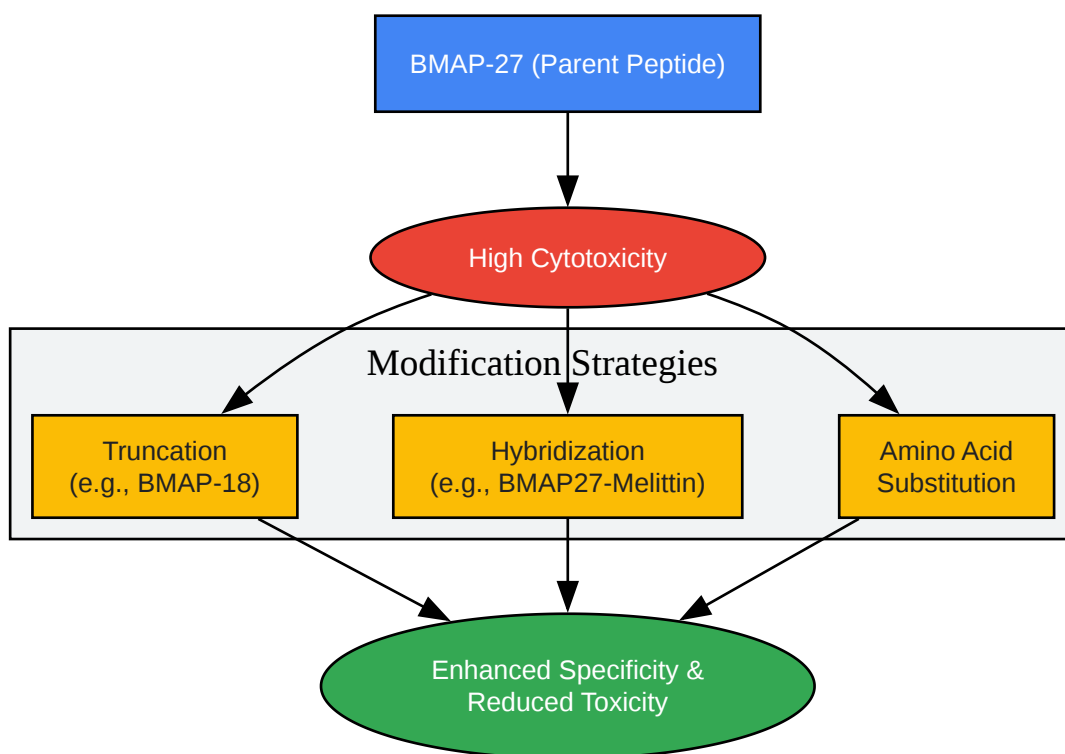 BMAP-27 (Parent Peptide)
High Cytotoxicity
Modification Strategies
Truncation
(e.g., BMAP-18)
Hybridization
(e.g., BMAP27-Melittin)
Amino Acid
Substitution
Enhanced Specificity &
Reduced Toxicity